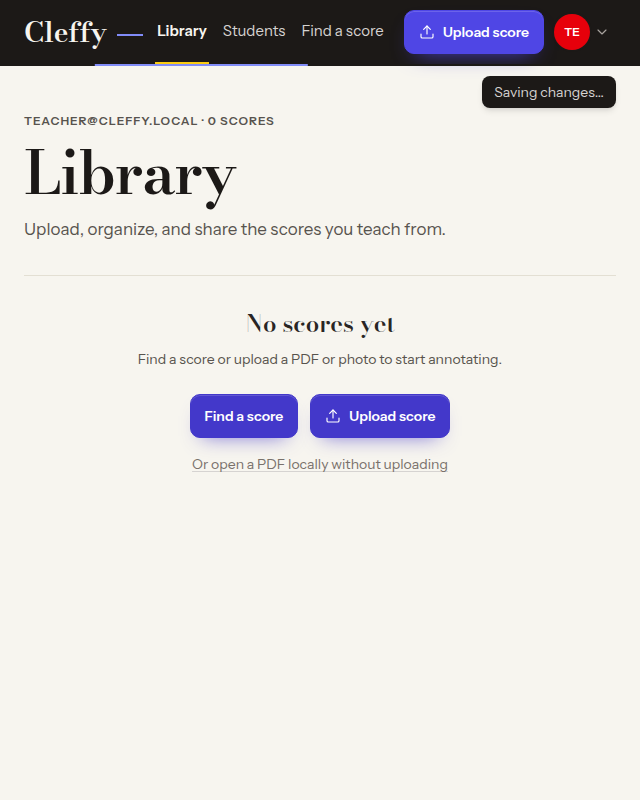 Cleffy
Library Students Find a score Upload score TE
Saving changes…
TEACHER@CLEFFY.LOCAL · 0 SCORES
Library
Upload, organize, and share the scores you teach from.
No scores yet
Find a score or upload a PDF or photo to start annotating.
Find a score Upload score
Or open a PDF locally without uploading